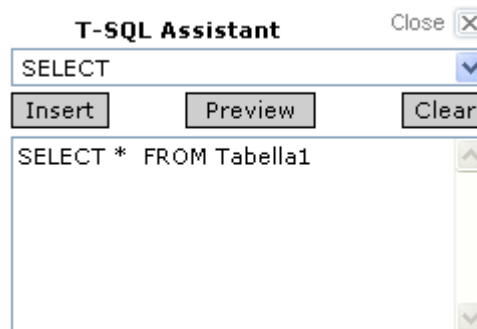 T-SQL Assistant Close
SELECT
Insert Preview Clear
SELECT * FROM Tabella1